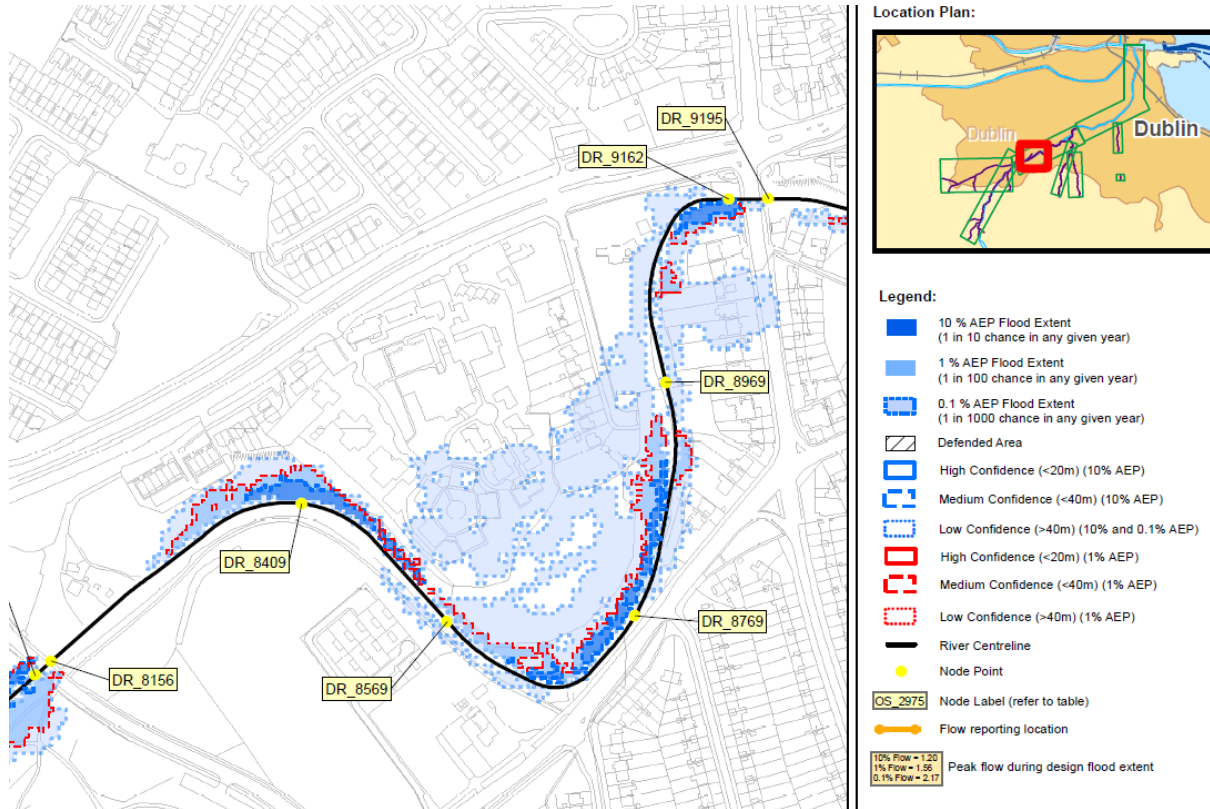 DR_9195
DR_9162
DR_8969
DR_8409
DR_8769
DR_8156
DR_8569
Location Plan:
Dublin
Dublin
Legend:
10 % AEP Flood Extent
(1 in 10 chance in any given year)
1 % AEP Flood Extent
(1 in 100 chance in any given year)
0.1 % AEP Flood Extent
(1 in 1000 chance in any given year)
Defended Area
High Confidence (<20m) (10% AEP)
Medium Confidence (<40m) (10% AEP)
Low Confidence (>40m) (10% and 0.1% AEP)
High Confidence (<20m) (1% AEP)
Medium Confidence (<40m) (1% AEP)
Low Confidence (>40m) (1% AEP)
River Centreline
Node Point
OS_2975 Node Label (refer to table)
Flow reporting location
10% Flow = 1.20
1% Flow = 1.56
0.1% Flow = 2.17
Peak flow during design flood extent